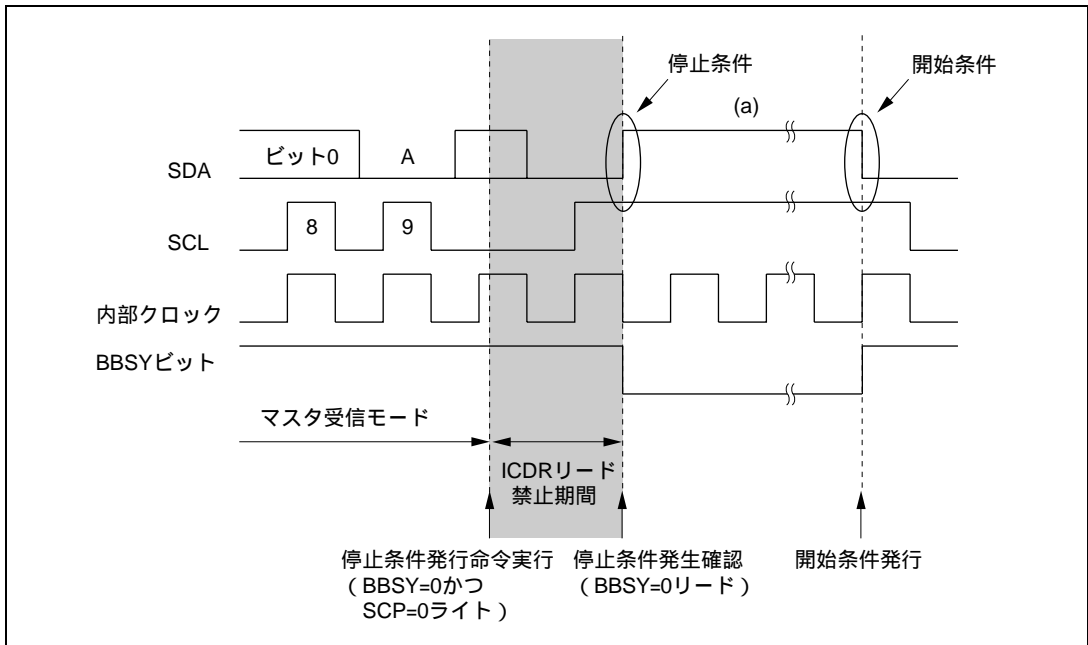 停止条件
開始条件
(a)
ビット0
A
SDA
8
9
SCL
内部クロック
BBSYビット
マスタ受信モード
ICDRリード
禁止期間
停止条件発行命令実行
（BBSY=0かつ
SCP=0ライト）
停止条件発生確認
（BBSY=0リード）
開始条件発行